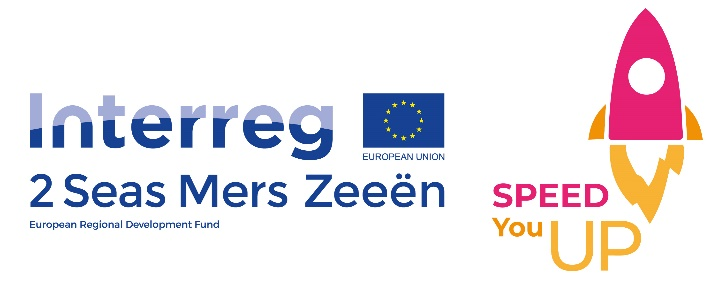 Interreg
EUROPEAN UNION
2 Seas Mers Zeeën
European Regional Development Fund
SPEED
You UP